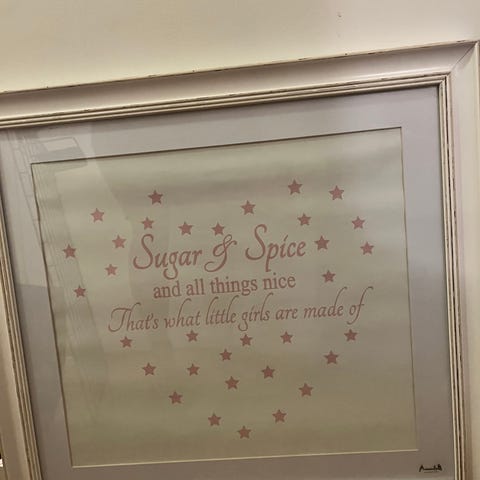 Sugar & Spice
and all things nice
That's what little girls are made of